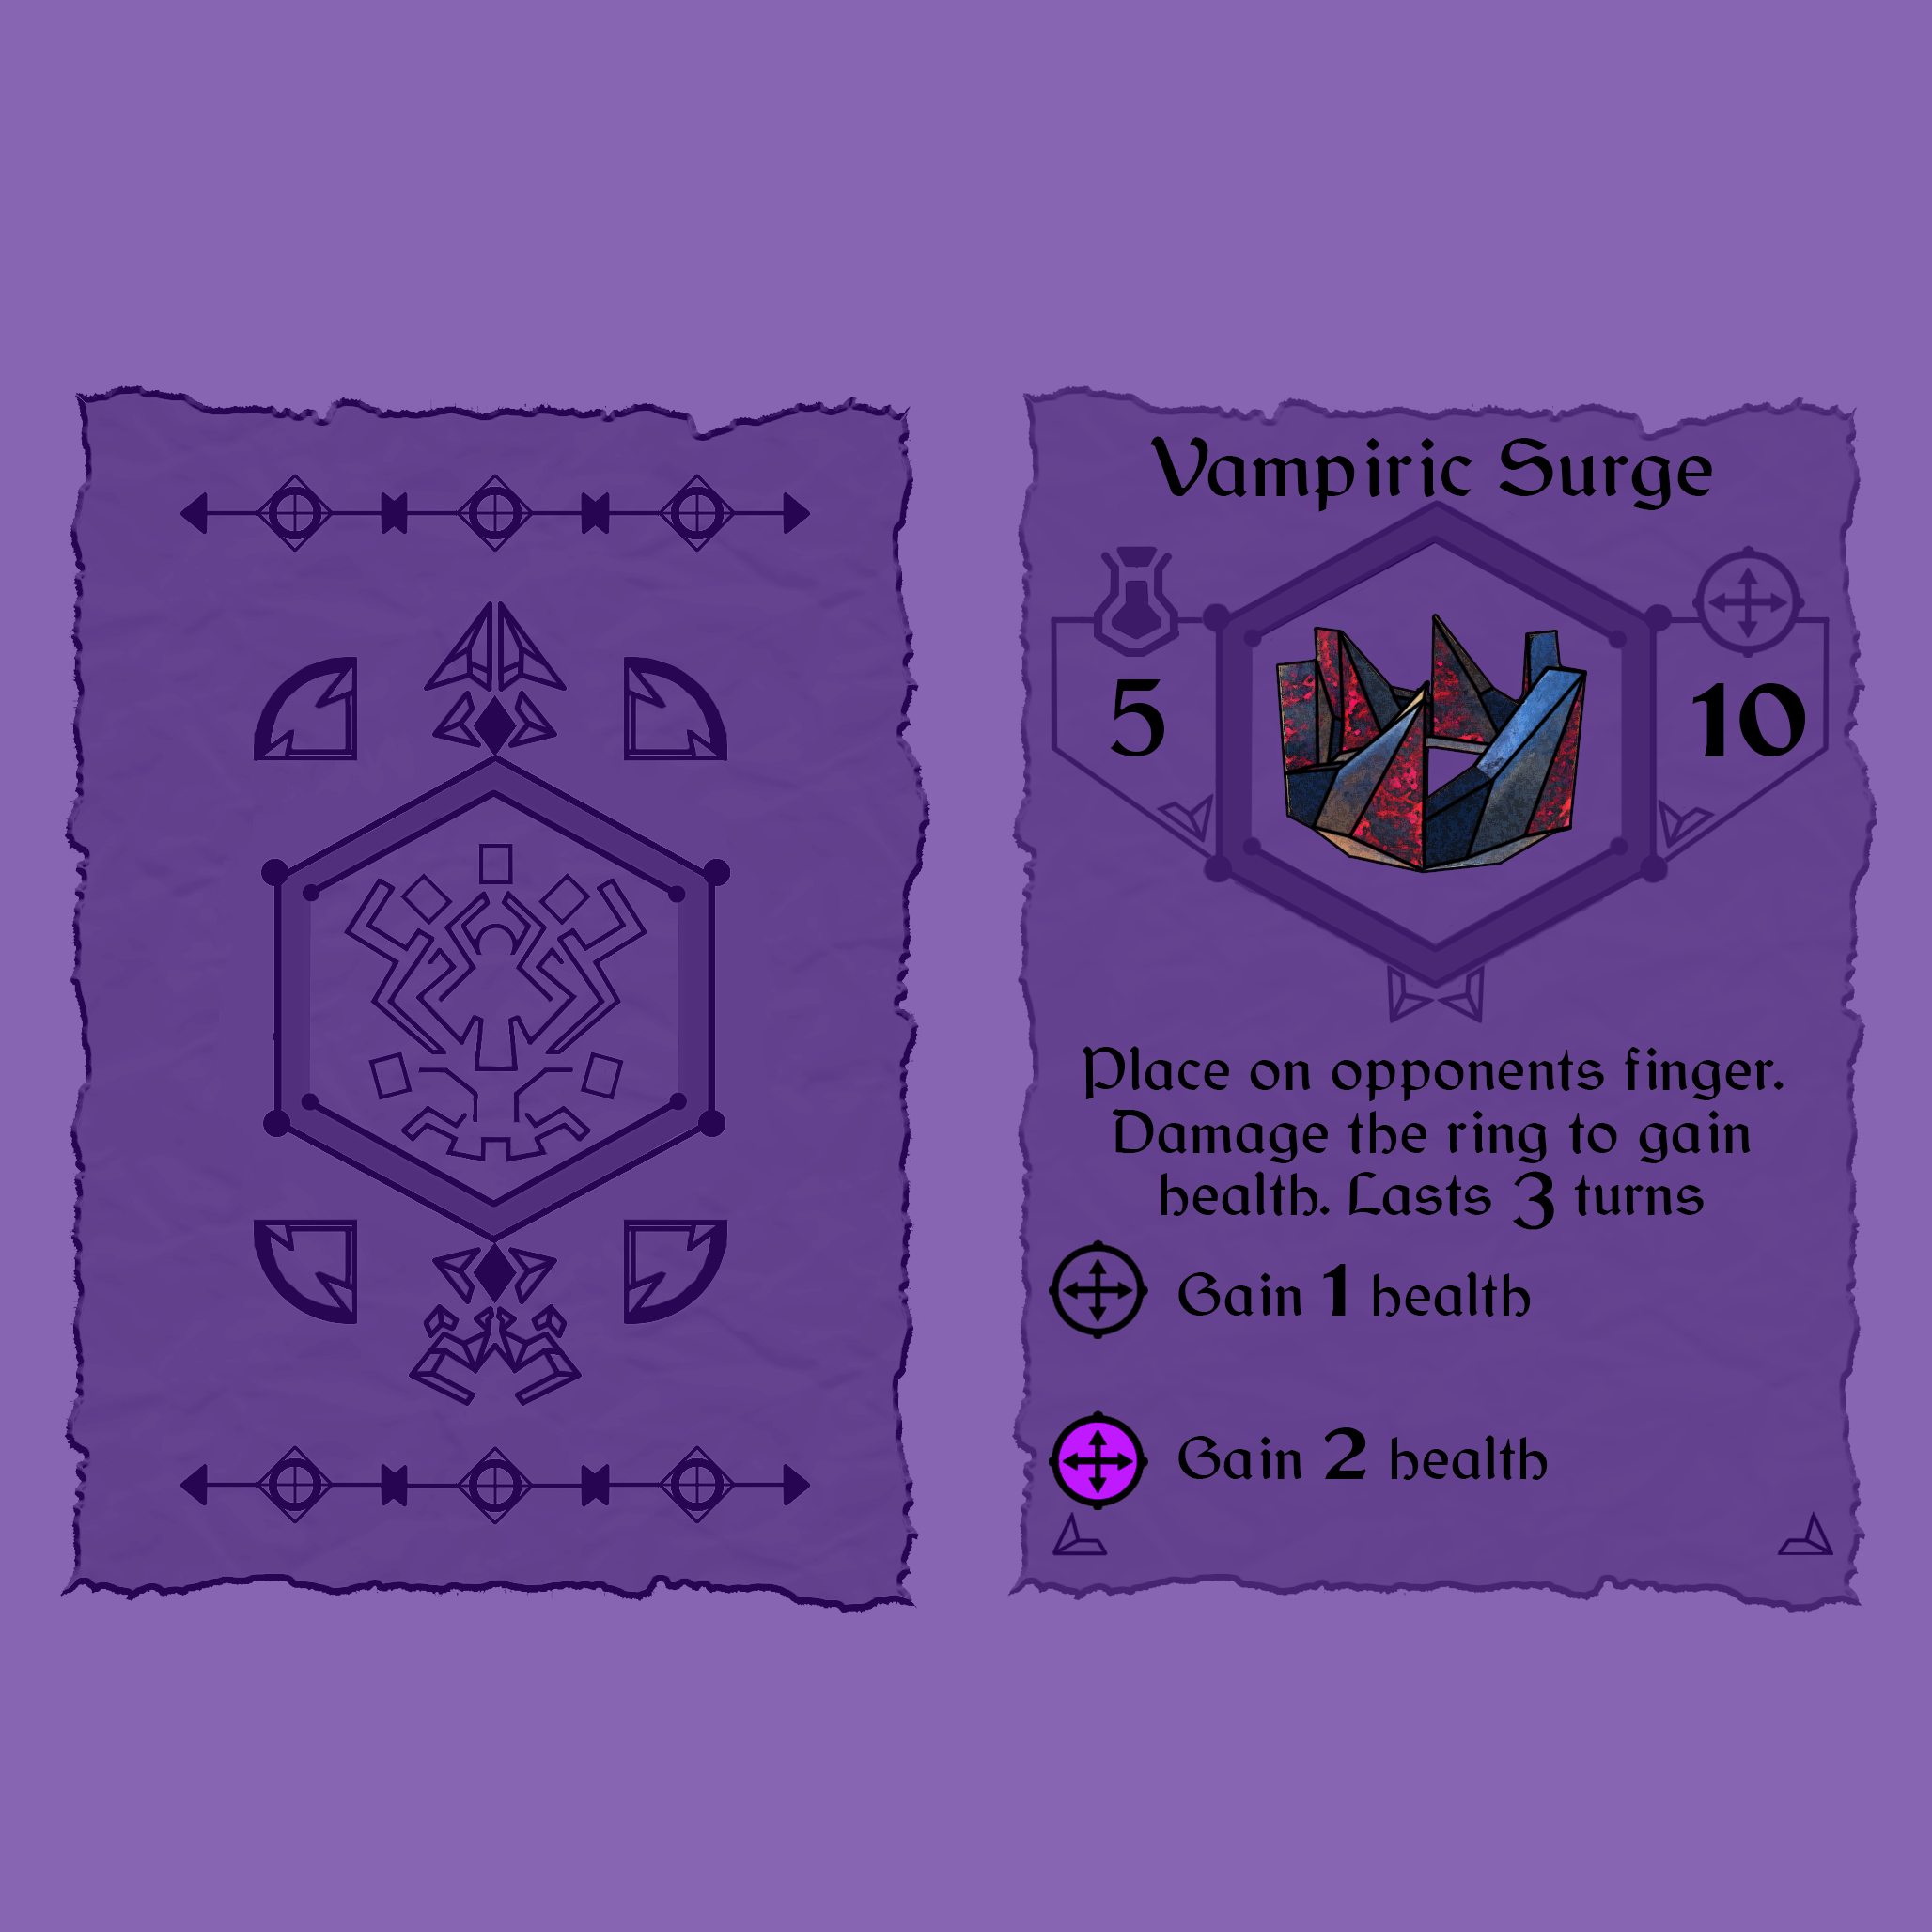 Vampiric Surge
5
10
Place on opponents finger.
Damage the ring to gain
health. Lasts 3 turns
Gain 1 health
Gain 2 health